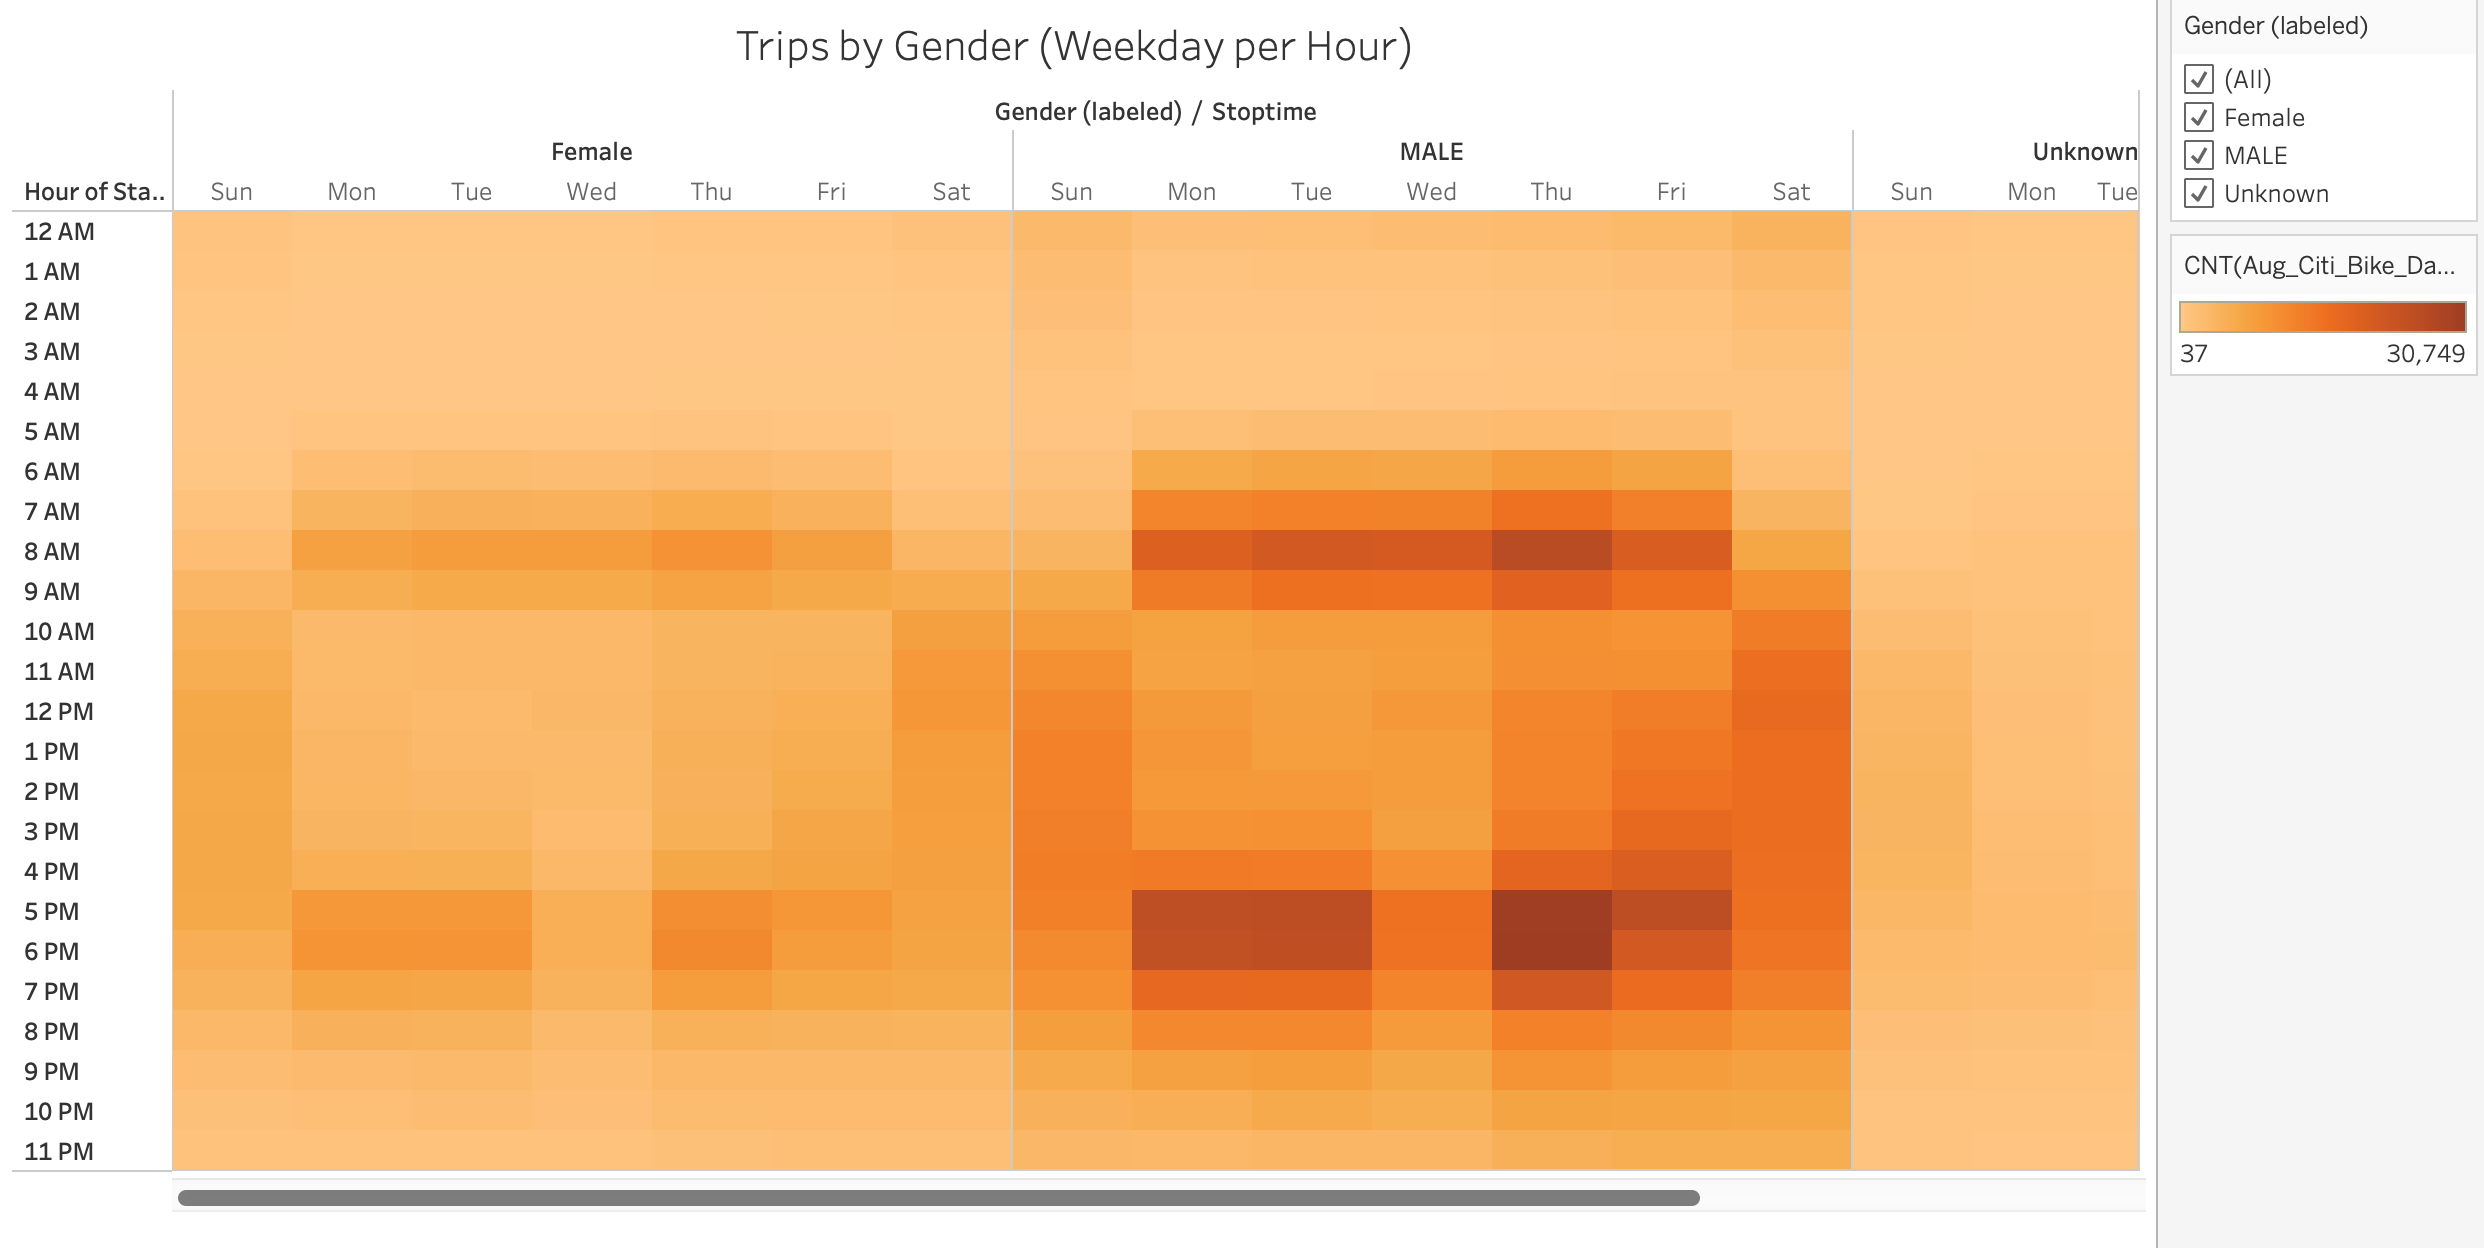 Trips by Gender (Weekday per Hour)
Gender (labeled) / Stoptime
Female MALE Unknown
Hour of Sta.. Sun Mon Tue Wed Thu Fri Sat Sun Mon Tue Wed Thu Fri Sat Sun Mon Tue
12 AM
1 AM
2 AM
3 AM
4 AM
5 AM
6 AM
7 AM
8 AM
9 AM
10 AM
11 AM
12 PM
1 PM
2 PM
3 PM
4 PM
5 PM
6 PM
7 PM
8 PM
9 PM
10 PM
11 PM
Gender (labeled)
(All)
Female
MALE
Unknown
CNT(Aug_Citi_Bike_Da...
37 30,749